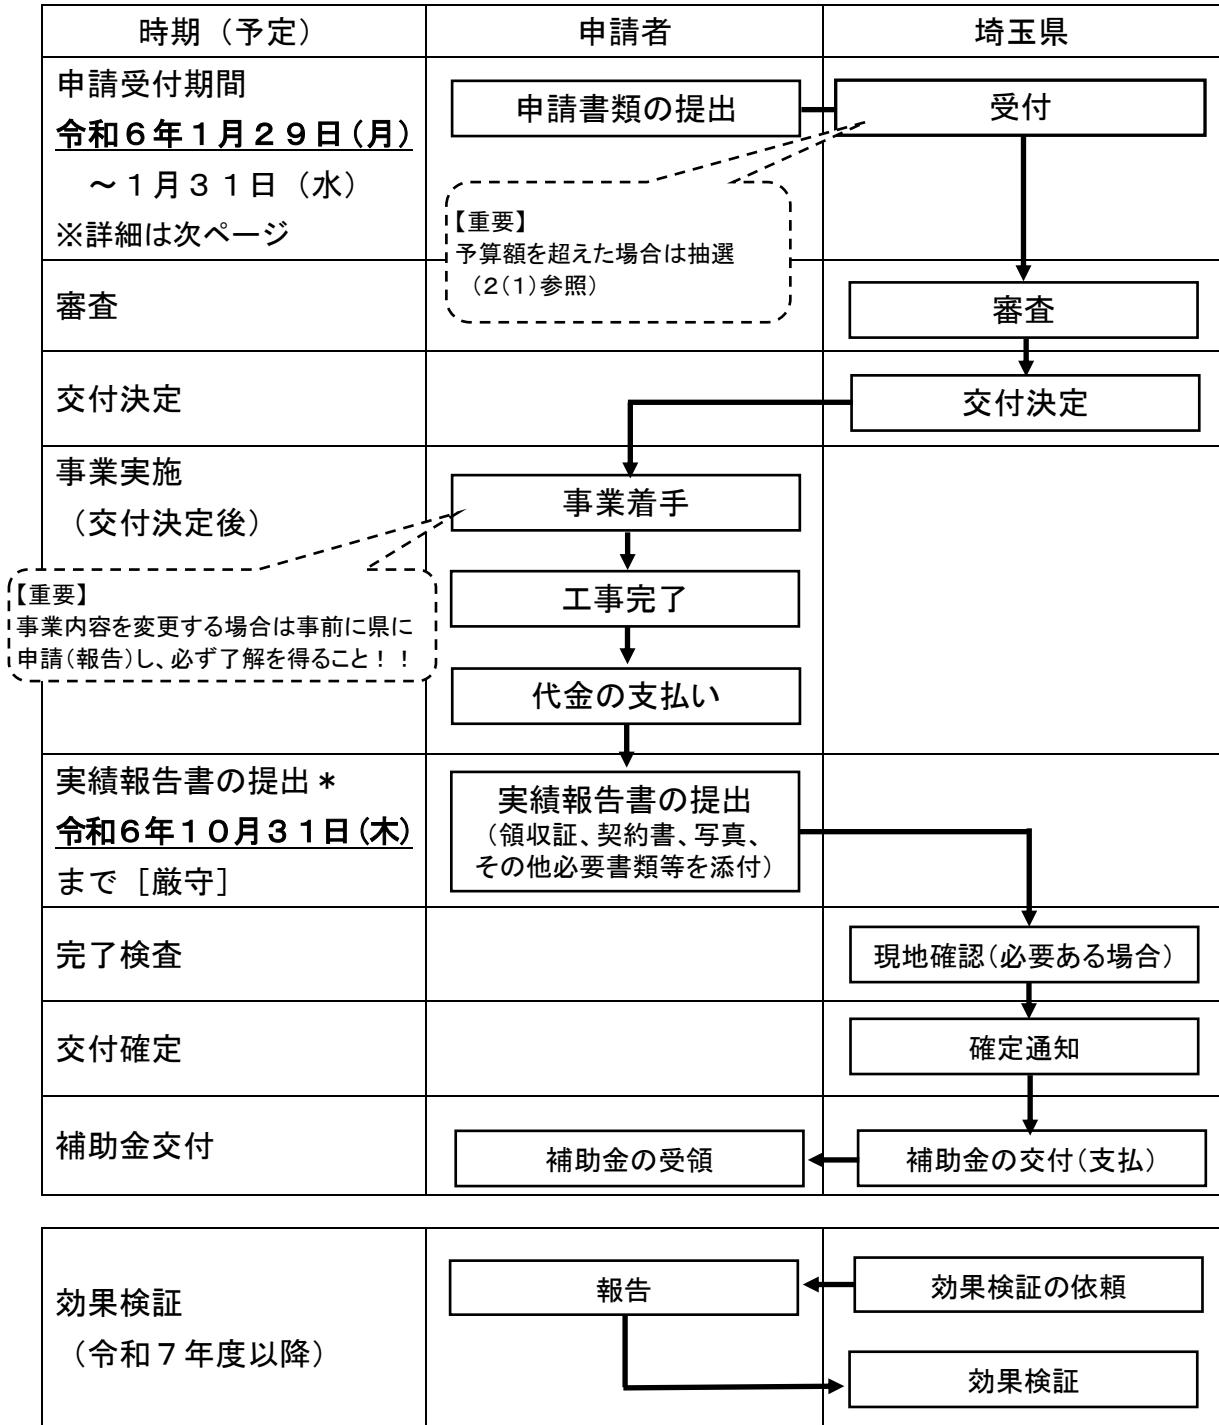 時期（予定）
申請者
埼玉県
申請受付期間
令和６年１月２９日（月）
～１月３１日（水）
※詳細は次ページ
申請書類の提出
受付
【重要】
予算額を超えた場合は抽選
（２（１）参照）
審査
審査
交付決定
交付決定
事業実施
（交付決定後）
事業着手
【重要】
事業内容を変更する場合は事前に県に
申請（報告）し、必ず了解を得ること！！
工事完了
代金の支払い
実績報告書の提出＊
令和６年１０月３１日（木）
まで［厳守］
実績報告書の提出
（領収証、契約書、写真、
その他必要書類等を添付）
完了検査
現地確認（必要ある場合）
交付確定
確定通知
補助金交付
補助金の受領
補助金の交付（支払）
効果検証
（令和７年度以降）
報告
効果検証の依頼
効果検証